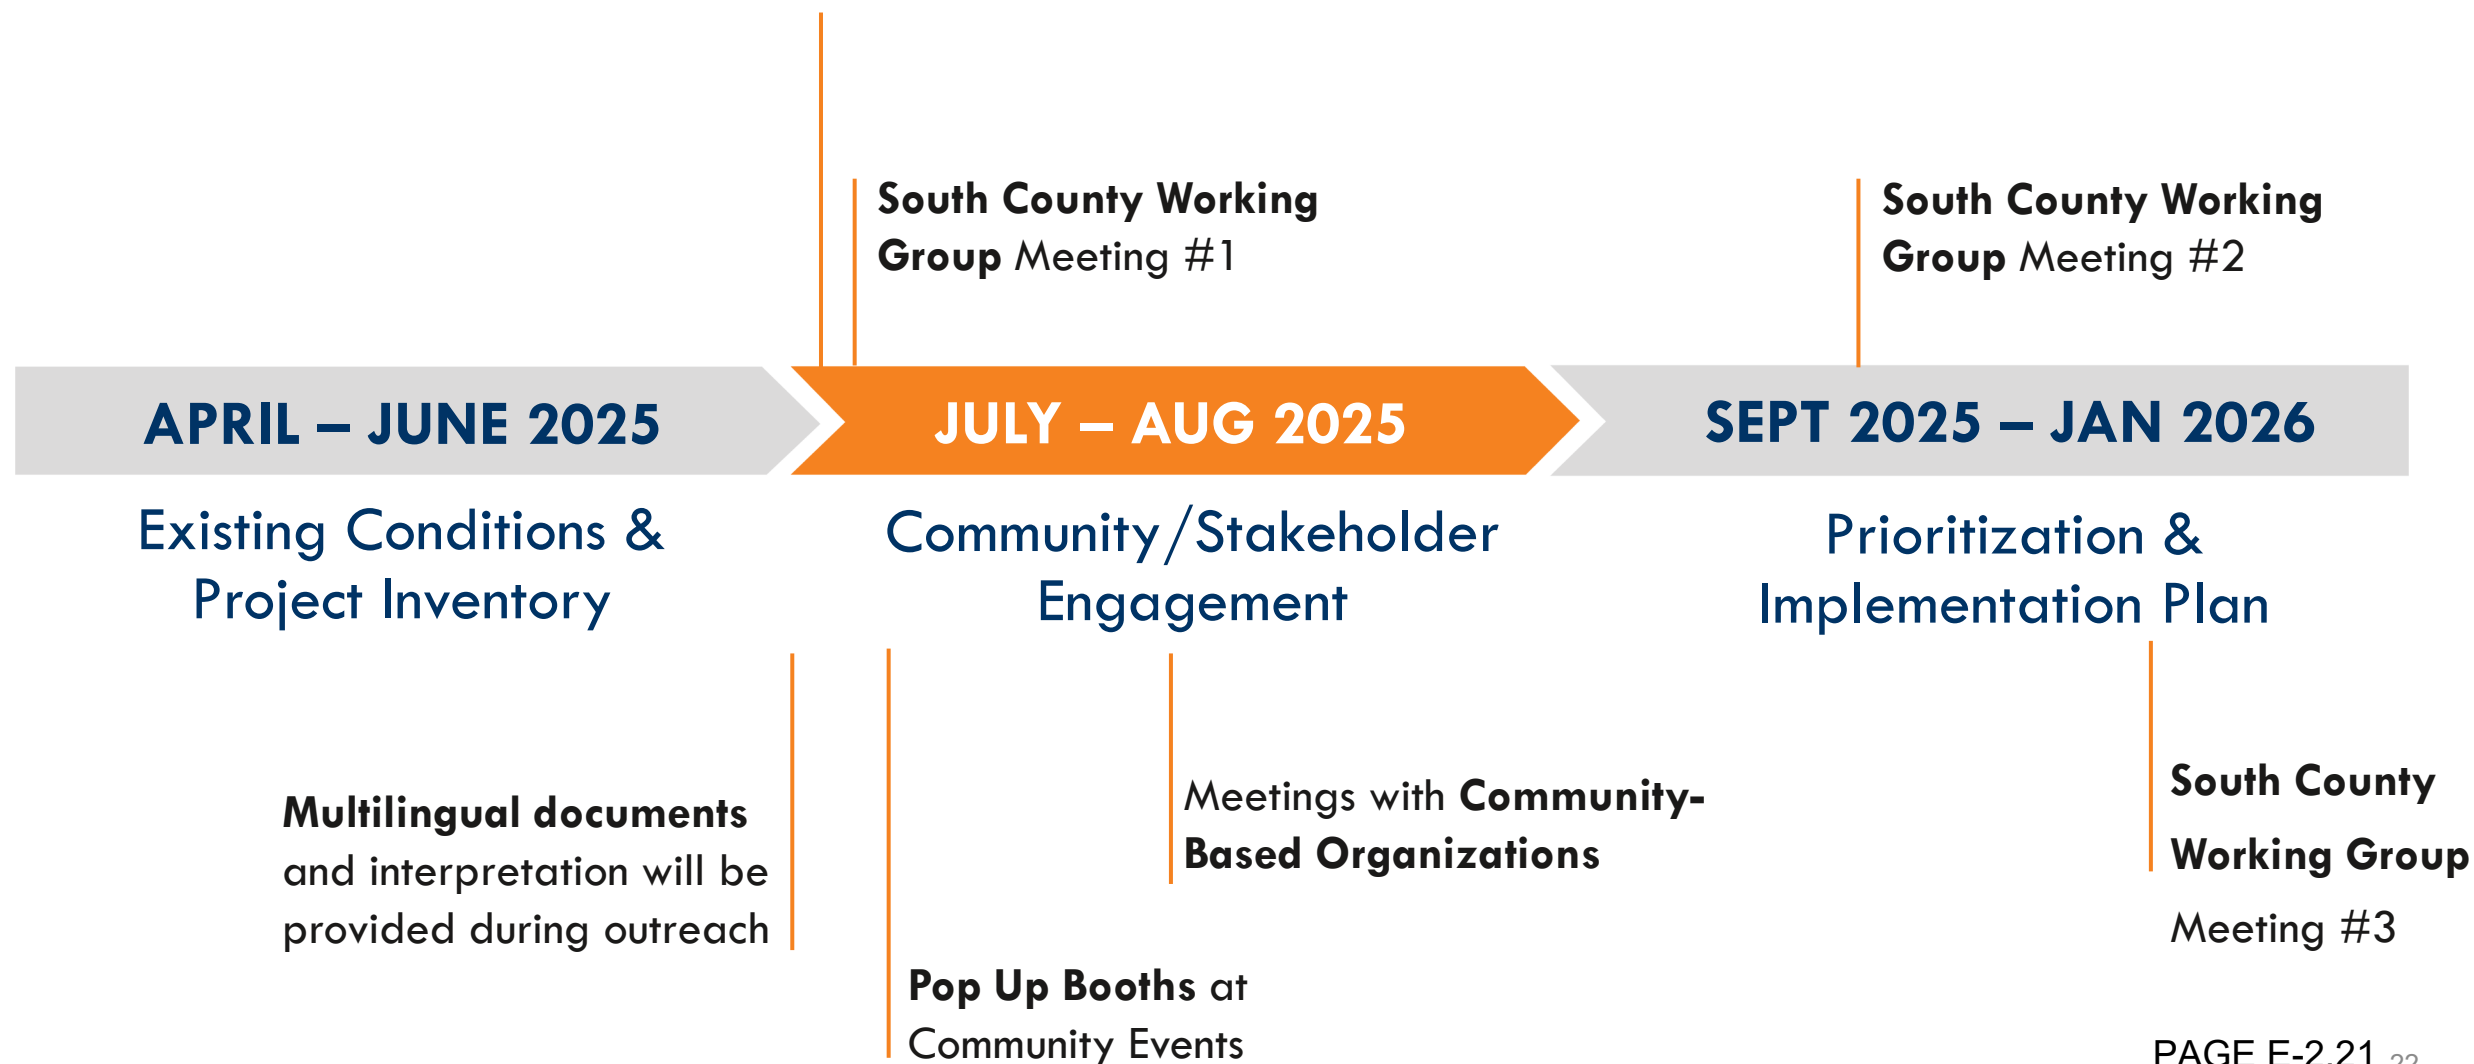 South County Working
Group Meeting #1
South County Working
Group Meeting #2
APRIL – JUNE 2025
JULY – AUG 2025
SEPT 2025 – JAN 2026
Existing Conditions &
Project Inventory
Community/Stakeholder
Engagement
Prioritization &
Implementation Plan
Multilingual documents
and interpretation will be
provided during outreach
Pop Up Booths at
Community Events
Meetings with Community-
Based Organizations
South County
Working Group
Meeting #3
PAGE E-2.21
22